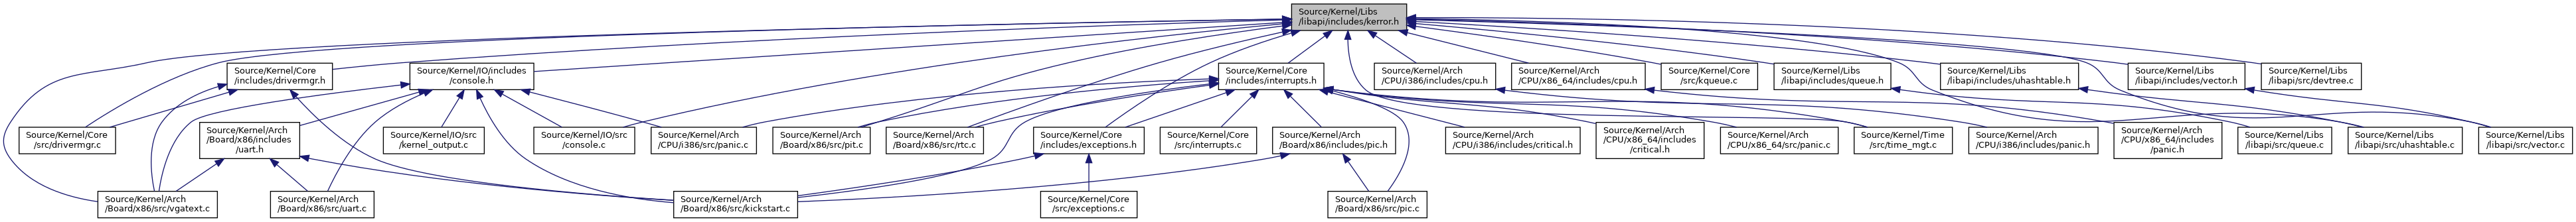 Source/Kernel/Libs
/libapi/includes/kerror.h
Source/Kernel/Core
/includes/drivermgr.h
Source/Kernel/IO/includes
/console.h
Source/Kernel/Core
/includes/interrupts.h
Source/Kernel/Arch
/CPU/i386/includes/cpu.h
Source/Kernel/Arch
/CPU/x86_64/includes/cpu.h
Source/Kernel/Core
/src/kqueue.c
Source/Kernel/Libs
/libapi/includes/queue.h
Source/Kernel/Libs
/libapi/includes/uhashtable.h
Source/Kernel/Libs
/libapi/includes/vector.h
Source/Kernel/Libs
/libapi/src/devtree.c
Source/Kernel/Core
/src/drivermgr.c
Source/Kernel/Arch
/Board/x86/includes
/uart.h
Source/Kernel/IO/src
/kernel_output.c
Source/Kernel/IO/src
/console.c
Source/Kernel/Arch
/CPU/i386/src/panic.c
Source/Kernel/Arch
/Board/x86/src/pit.c
Source/Kernel/Arch
/Board/x86/src/rtc.c
Source/Kernel/Core
/includes/exceptions.h
Source/Kernel/Core
/src/interrupts.c
Source/Kernel/Arch
/Board/x86/includes/pic.h
Source/Kernel/Arch
/CPU/i386/includes/critical.h
Source/Kernel/Arch
/CPU/x86_64/includes
/critical.h
Source/Kernel/Arch
/CPU/x86_64/src/panic.c
Source/Kernel/Time
/src/time_mgt.c
Source/Kernel/Arch
/CPU/i386/includes/panic.h
Source/Kernel/Arch
/CPU/x86_64/includes
/panic.h
Source/Kernel/Libs
/libapi/src/queue.c
Source/Kernel/Libs
/libapi/src/uhashtable.c
Source/Kernel/Libs
/libapi/src/vector.c
Source/Kernel/Arch
/Board/x86/src/vgatext.c
Source/Kernel/Arch
/Board/x86/src/uart.c
Source/Kernel/Arch
/Board/x86/src/kickstart.c
Source/Kernel/Core
/src/exceptions.c
Source/Kernel/Arch
/Board/x86/src/pic.c